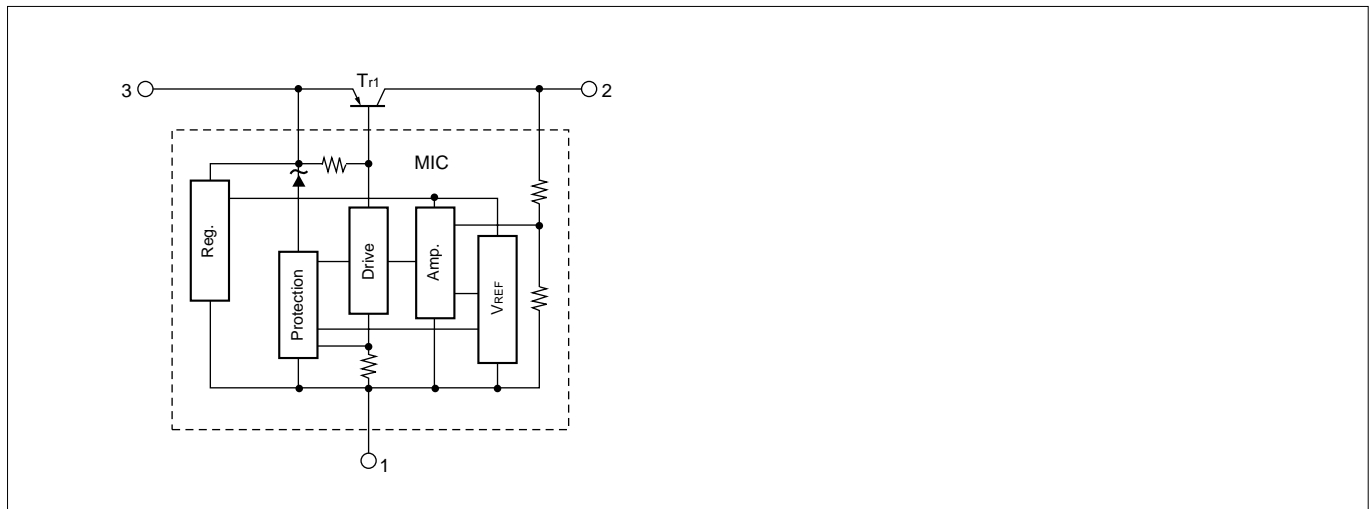 Tr1
3
2
MIC
Reg.
Protection
Drive
Amp.
VREF
1